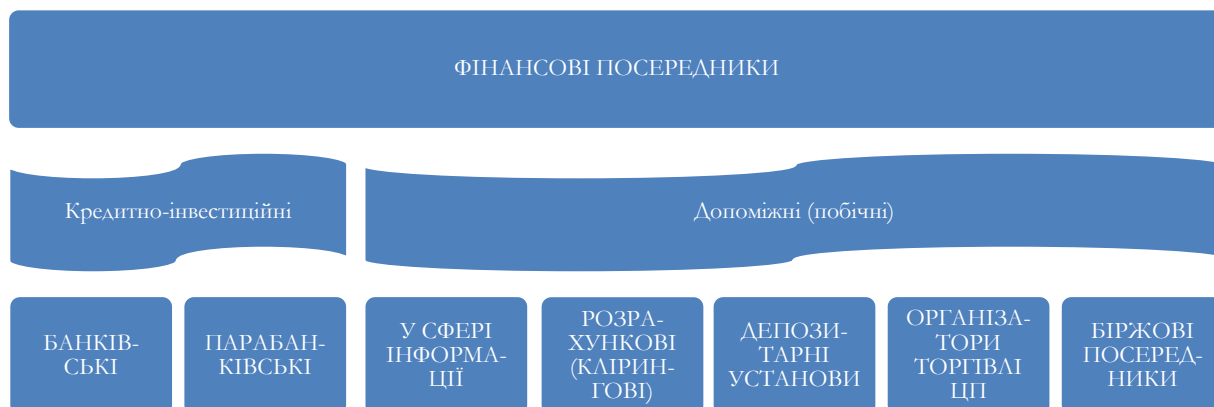 ФІНАНСОВІ ПОСЕРЕДНИКИ
Кредитно-інвестиційні
Допоміжні (побічні)
БАНКІВ-
СЬКІ
ПАРАБАН-
КІВСЬКІ
У СФЕРІ
ІНФОРМА-
ЦІЇ
РОЗРА-
ХУНКОВІ
(КЛІРИН-
ГОВІ)
ДЕПОЗИ-
ТАРНІ
УСТАНОВИ
ОРГАНІЗА-
ТОРИ
ТОРГІВЛІ
ЦП
БІРЖОВІ
ПОСЕРЕД-
НИКИ